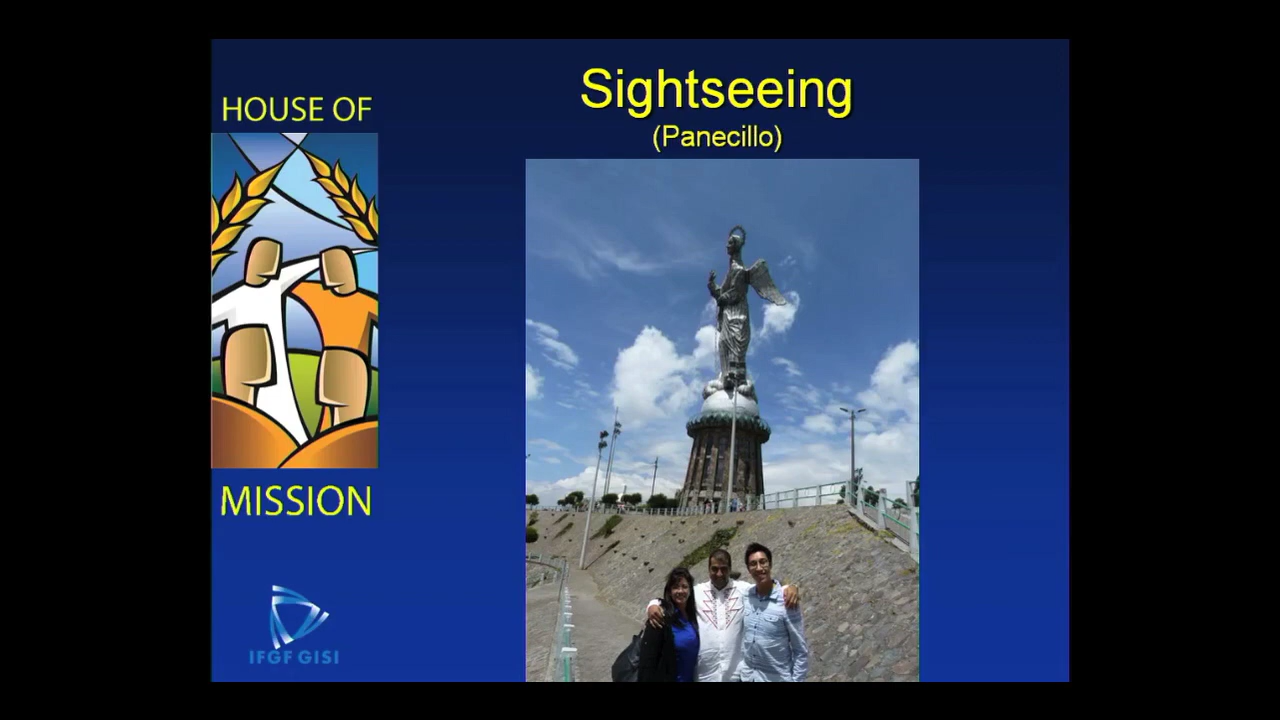 Sightseeing
(Panecillo)
HOUSE OF
MISSION
IFGF GISI